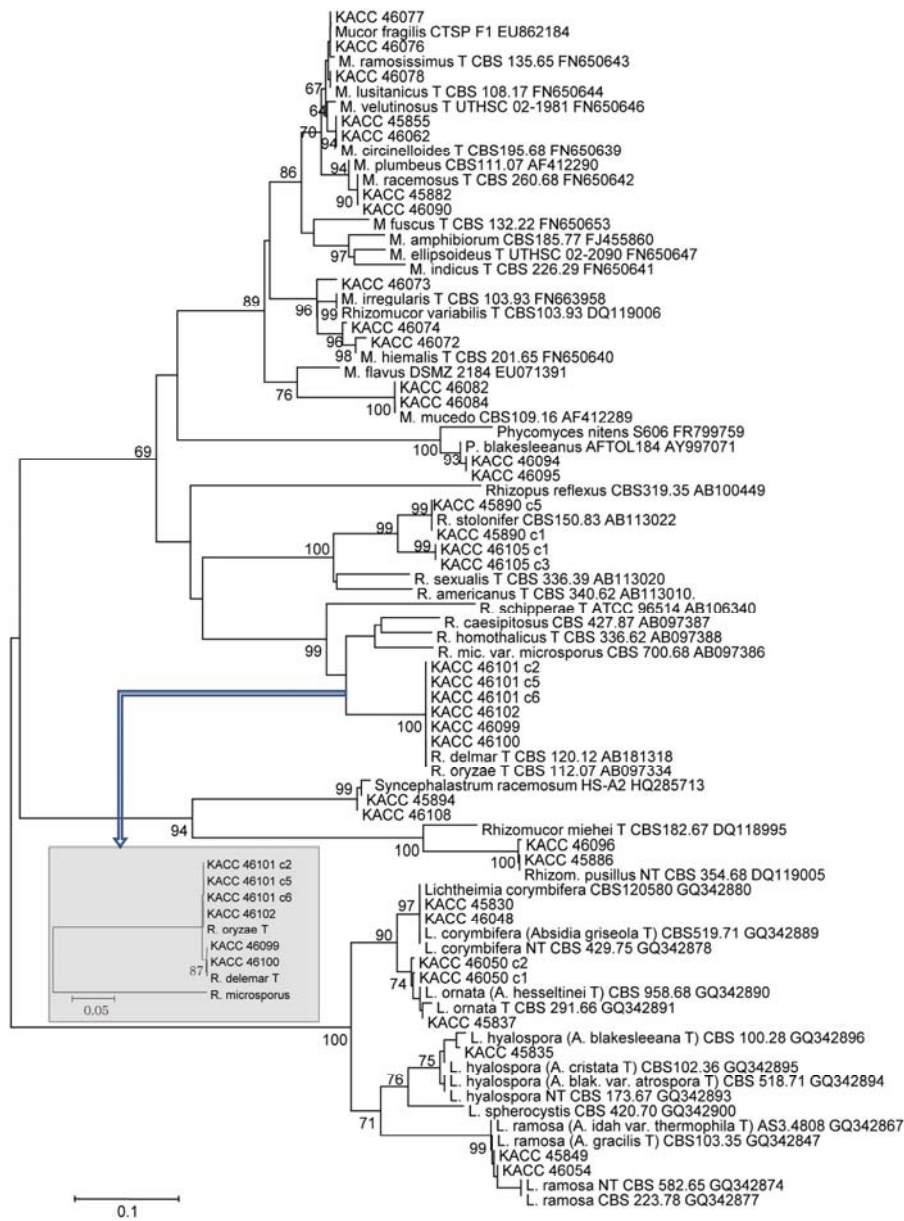 KACC 46077
Mucor fragilis CTSP F1 EU862184
KACC 46076
M. ramosissimus T CBS 135.65 FN650643
KACC 46078
67
M. lusitanicus T CBS 108.17 FN650644
M. velutinosus T UTHSC 02-1981 FN650646
64
KACC 45855
70
KACC 46062
94
M. circinelloides T CBS195.68 FN650639
M. plumbeus CBS111.07 AF412290
94
M. racemosus T CBS 260.68 FN650642
86
KACC 45882
90
KACC 46090
M fuscus T CBS 132.22 FN650653
M. amphibiorum CBS185.77 FJ455860
M. ellipsoideus T UTHSC 02-2090 FN650647
97
M. indicus T CBS 226.29 FN650641
KACC 46073
M. irregularis T CBS 103.93 FN663958
89
96
99
Rhizomucor variabilis T CBS103.93 DQ119006
KACC 46074
96
KACC 46072
98
M. hiemalis T CBS 201.65 FN650640
M. flavus DSMZ 2184 EU071391
76
KACC 46082
KACC 46084
100
M. mucedo CBS109.16 AF412289
Phycomyces nitens S606 FR799759
100
P. blakesleeanus AFTOL184 AY997071
69
93
KACC 46094
KACC 46095
Rhizopus reflexus CBS319.35 AB100449
99
KACC 45890 c5
R. stolonifer CBS150.83 AB113022
99
KACC 45890 c1
100
99
KACC 46105 c1
KACC 46105 c3
R. sexualis T CBS 336.39 AB113020
R. americanus T CBS 340.62 AB113010.
R. schipperae T ATCC 96514 AB106340
R. caesipitosus CBS 427.87 AB097387
R. homothalicus T CBS 336.62 AB097388
99
R. mic. var. microsporus CBS 700.68 AB097386
KACC 46101 c2
KACC 46101 c5
KACC 46101 c6
KACC 46102
100
KACC 46099
KACC 46100
R. delmar T CBS 120.12 AB181318
R. oryzae T CBS 112.07 AB097334
Syncephalastrum racemosum HS-A2 HQ285713
99
KACC 45894
KACC 46108
94
Rhizomucor miehei T CBS182.67 DQ118995
100
KACC 46096
100
KACC 45886
Rhizom. pusillus NT CBS 354.68 DQ119005
KACC 46101 c2
KACC 46101 c5
KACC 46101 c6
KACC 46102
R. oryzae T
KACC 46099
KACC 46100
87
R. delemar T
R. microsporus
0.05
Lichtheimia corymbifera CBS120580 GQ342880
97
KACC 45830
KACC 46048
90
L. corymbifera (Absidia griseola T) CBS519.71 GQ342889
L. corymbifera NT CBS 429.75 GQ342878
KACC 46050 c2
74
KACC 46050 c1
L. ornata (A. hesseltinei T) CBS 958.68 GQ342890
L. ornata T CBS 291.66 GQ342891
KACC 45837
100
L. hyalospora (A. blakesleeana T) CBS 100.28 GQ342896
KACC 45835
75
L. hyalospora (A. cristata T) CBS102.36 GQ342895
76
L. hyalospora (A. blak. var. atrospora T) CBS 518.71 GQ342894
L. hyalospora NT CBS 173.67 GQ342893
L. spherocystis CBS 420.70 GQ342900
71
L. ramosa (A. idah var. thermophila T) AS3.4808 GQ342867
L. ramosa (A. gracilis T) CBS103.35 GQ342847
99
KACC 45849
KACC 46054
L. ramosa NT CBS 582.65 GQ342874
L. ramosa CBS 223.78 GQ342877
0.1